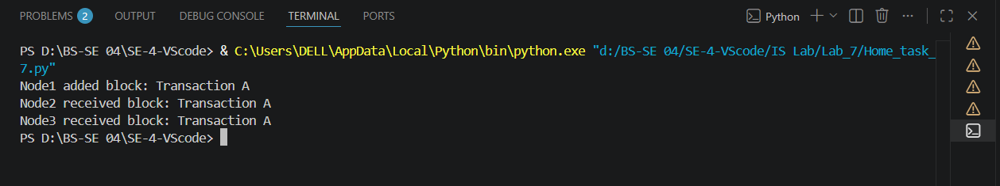 PROBLEMS 2 OUTPUT DEBUG CONSOLE TERMINAL PORTS Python
PS D:\BS-SE 04\SE-4-VScode> & C:\Users\DELL\AppData\Local\Python\bin\python.exe "d:/BS-SE 04/SE-4-VScode/IS Lab/Lab_7/Home_task_
7.py"
Node1 added block: Transaction A
Node2 received block: Transaction A
Node3 received block: Transaction A
PS D:\BS-SE 04\SE-4-VScode>